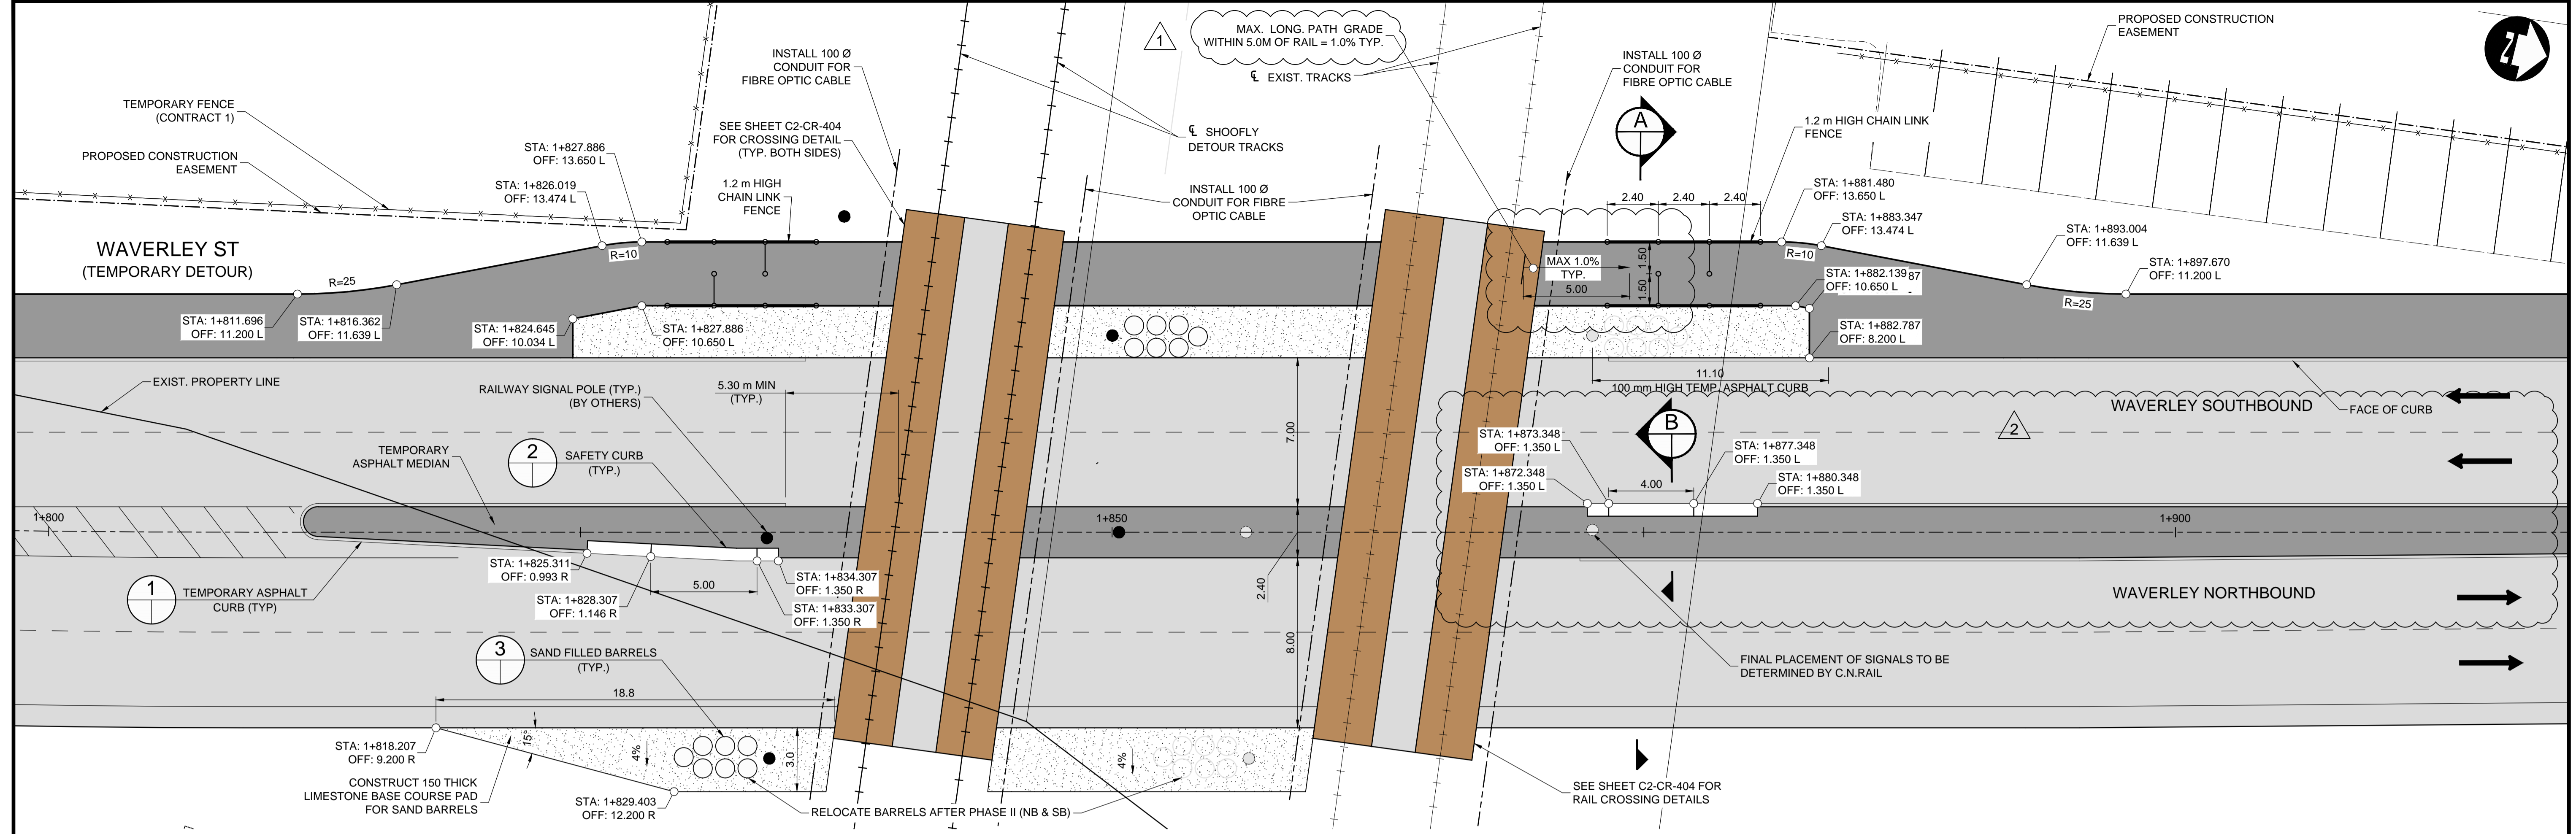 PROPOSED CONSTRUCTION
EASEMENT
Z
1
MAX. LONG. PATH GRADE
WITHIN 5.0M OF RAIL = 1.0% TYP.
℄ EXIST. TRACKS
INSTALL 100 Ø
CONDUIT FOR
FIBRE OPTIC CABLE
INSTALL 100 Ø
CONDUIT FOR
FIBRE OPTIC CABLE
TEMPORARY FENCE
(CONTRACT 1)
PROPOSED CONSTRUCTION
EASEMENT
SEE SHEET C2-CR-404
FOR CROSSING DETAIL
(TYP. BOTH SIDES)
℄ SHOOFLY
DETOUR TRACKS
A
1.2 m HIGH CHAIN LINK
FENCE
STA: 1+827.886
OFF: 13.650 L
STA: 1+826.019
OFF: 13.474 L
1.2 m HIGH
CHAIN LINK
FENCE
INSTALL 100 Ø
CONDUIT FOR FIBRE
OPTIC CABLE
2.40
2.40
2.40
STA: 1+881.480
OFF: 13.650 L
STA: 1+883.347
OFF: 13.474 L
STA: 1+893.004
OFF: 11.639 L
STA: 1+897.670
OFF: 11.200 L
WAVERLEY ST
(TEMPORARY DETOUR)
R=25
R=10
MAX 1.0%
TYP.
5.00
1.50
1.50
R=10
STA: 1+882.139
OFF: 10.650 L
87
R=25
STA: 1+811.696
OFF: 11.200 L
STA: 1+816.362
OFF: 11.639 L
STA: 1+824.645
OFF: 10.034 L
STA: 1+827.886
OFF: 10.650 L
STA: 1+882.787
OFF: 8.200 L
EXIST. PROPERTY LINE
RAILWAY SIGNAL POLE (TYP.)
(BY OTHERS)
5.30 m MIN
(TYP.)
11.10
100 mm HIGH TEMP. ASPHALT CURB
WAVERLEY SOUTHBOUND
FACE OF CURB
2
TEMPORARY
ASPHALT MEDIAN
2
SAFETY CURB
(TYP.)
7.00
B
STA: 1+873.348
OFF: 1.350 L
STA: 1+872.348
OFF: 1.350 L
4.00
STA: 1+877.348
OFF: 1.350 L
STA: 1+880.348
OFF: 1.350 L
1+800
1+850
1+900
STA: 1+825.311
OFF: 0.993 R
STA: 1+828.307
OFF: 1.146 R
5.00
STA: 1+834.307
OFF: 1.350 R
STA: 1+833.307
OFF: 1.350 R
2.40
1
TEMPORARY ASPHALT
CURB (TYP)
WAVERLEY NORTHBOUND
3
SAND FILLED BARRELS
(TYP.)
18.8
8.00
FINAL PLACEMENT OF SIGNALS TO BE
DETERMINED BY C.N.RAIL
STA: 1+818.207
OFF: 9.200 R
15°
4%
3.0
4%
CONSTRUCT 150 THICK
LIMESTONE BASE COURSE PAD
FOR SAND BARRELS
STA: 1+829.403
OFF: 12.200 R
RELOCATE BARRELS AFTER PHASE II (NB & SB)
SEE SHEET C2-CR-404 FOR
RAIL CROSSING DETAILS